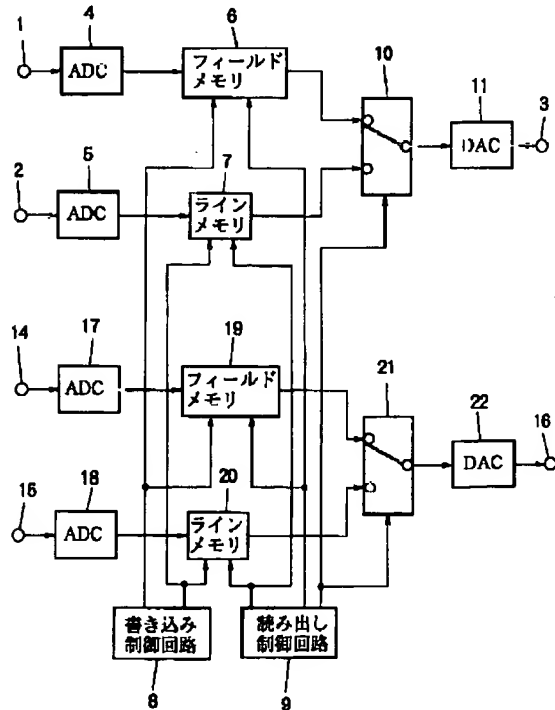 1
4
6
ADC
フィールド
メモリ
10
11
3
DAC
2
5
7
ADC
ライン
メモリ
14
17
19
ADC
フィールド
メモリ
21
22
16
DAC
15
18
20
ADC
ライン
メモリ
書き込み
制御回路
読み出し
制御回路
8
9